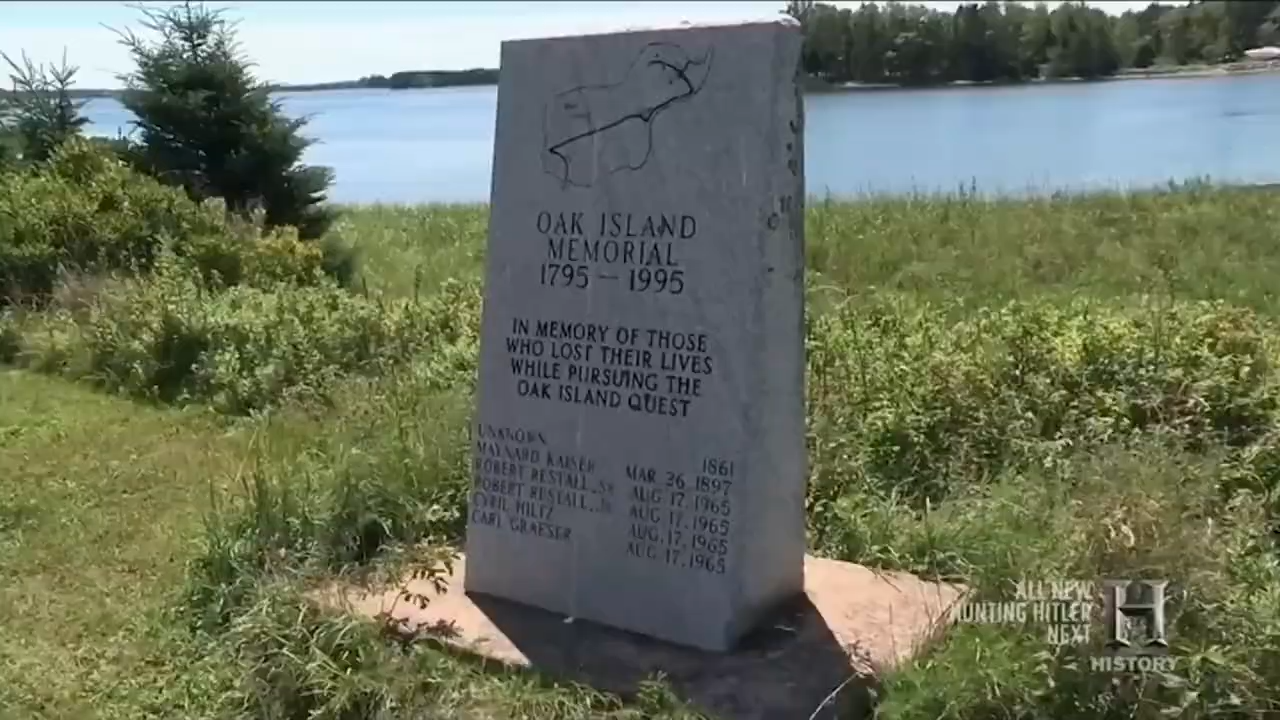 OAK ISLAND
MEMORIAL
1795 — 1995
IN MEMORY OF THOSE
WHO LOST THEIR LIVES
WHILE PURSUING THE
OAK ISLAND QUEST
UNKNOWN 1861
MAYNARD KAISER MAR. 26, 1897
ROBERT RESTALL, SR. AUG. 17, 1965
ROBERT RESTALL, JR. AUG. 17, 1965
CYRIL HILTZ AUG. 17, 1965
CARL GRAESER AUG. 17, 1965
ALL NEW
HUNTING HITLER
NEXT
H
HISTORY